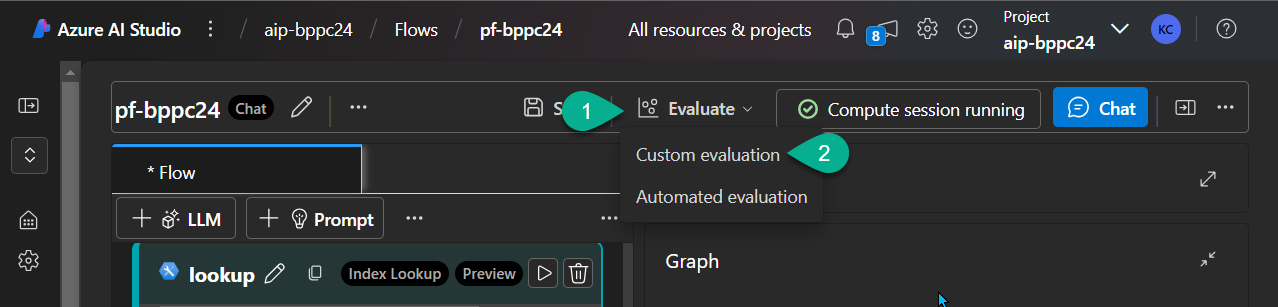 Azure AI Studio / aip-bppc24 / Flows / pf-bppc24 All resources & projects 8 Project
aip-bppc24 KC
pf-bppc24 Chat 1 Evaluate Compute session running Chat
Custom evaluation 2
* Flow
Automated evaluation
LLM Prompt
lookup Index Lookup Preview Graph